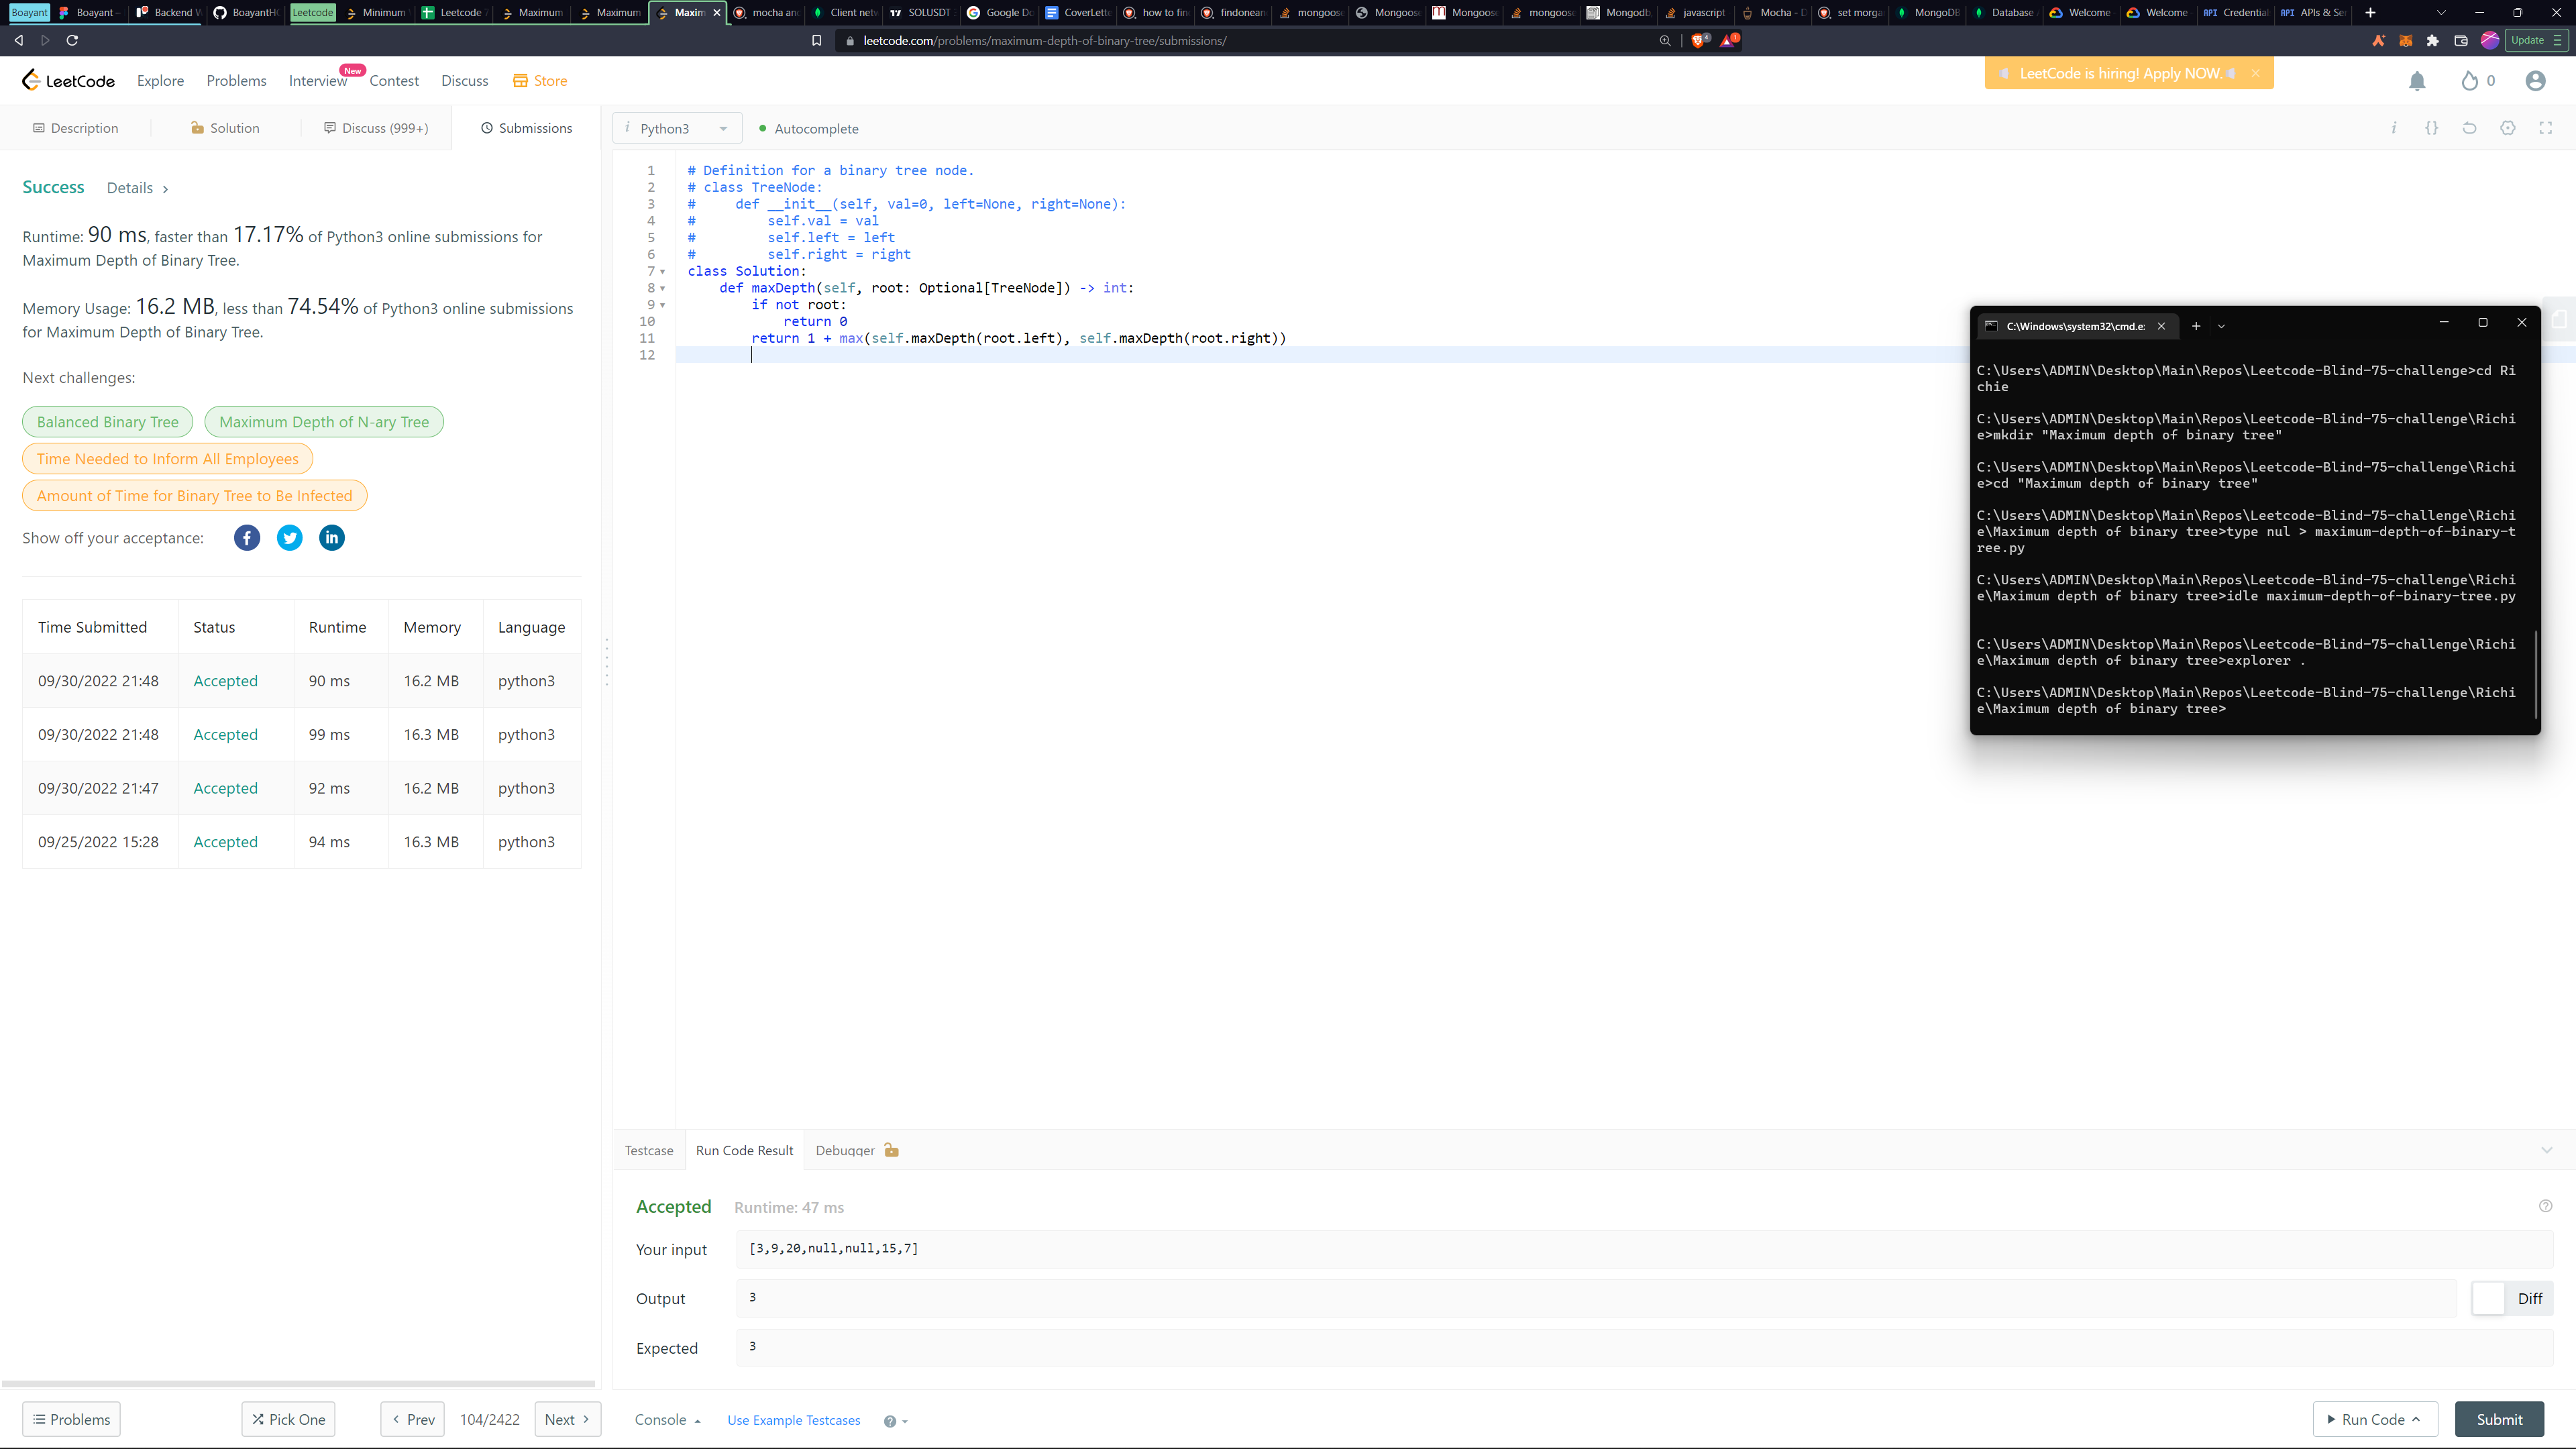 Boayant
Boayant –
Backend W
BoayantH
Leetcode
Minimum
Leetcode 7
Maximum
Maximum
Maxim
mocha and
Client netw
SOLUSDT
Google Do
CoverLette
how to fin
findonean
mongoose
Mongoose
Mongoose
mongoose
Mongodb,
javascript
Mocha - D
set morga
MongoDB
Database
Welcome
Welcome
API Credential
API APIs & Ser
leetcode.com/problems/maximum-depth-of-binary-tree/submissions/
Update
LeetCode
Explore
Problems
Interview
New
Contest
Discuss
Store
LeetCode is hiring! Apply NOW.
0
Description
Solution
Discuss (999+)
Submissions
i Python3
Autocomplete
Success
Details
Runtime: 90 ms, faster than 17.17% of Python3 online submissions for
Maximum Depth of Binary Tree.
Memory Usage: 16.2 MB, less than 74.54% of Python3 online submissions
for Maximum Depth of Binary Tree.
Next challenges:
Balanced Binary Tree
Maximum Depth of N-ary Tree
Time Needed to Inform All Employees
Amount of Time for Binary Tree to Be Infected
Show off your acceptance:
Time Submitted Status Runtime Memory Language
09/30/2022 21:48 Accepted 90 ms 16.2 MB python3
09/30/2022 21:48 Accepted 99 ms 16.3 MB python3
09/30/2022 21:47 Accepted 92 ms 16.2 MB python3
09/25/2022 15:28 Accepted 94 ms 16.3 MB python3
1 # Definition for a binary tree node.
2 # class TreeNode:
3 #     def __init__(self, val=0, left=None, right=None):
4 #         self.val = val
5 #         self.left = left
6 #         self.right = right
7 class Solution:
8     def maxDepth(self, root: Optional[TreeNode]) -> int:
9         if not root:
10             return 0
11         return 1 + max(self.maxDepth(root.left), self.maxDepth(root.right))
12
C:\Windows\system32\cmd.e:
C:\Users\ADMIN\Desktop\Main\Repos\Leetcode-Blind-75-challenge>cd Ri
chie
C:\Users\ADMIN\Desktop\Main\Repos\Leetcode-Blind-75-challenge\Richi
e>mkdir "Maximum depth of binary tree"
C:\Users\ADMIN\Desktop\Main\Repos\Leetcode-Blind-75-challenge\Richi
e>cd "Maximum depth of binary tree"
C:\Users\ADMIN\Desktop\Main\Repos\Leetcode-Blind-75-challenge\Richi
e\Maximum depth of binary tree>type nul > maximum-depth-of-binary-t
ree.py
C:\Users\ADMIN\Desktop\Main\Repos\Leetcode-Blind-75-challenge\Richi
e\Maximum depth of binary tree>idle maximum-depth-of-binary-tree.py
C:\Users\ADMIN\Desktop\Main\Repos\Leetcode-Blind-75-challenge\Richi
e\Maximum depth of binary tree>explorer .
C:\Users\ADMIN\Desktop\Main\Repos\Leetcode-Blind-75-challenge\Richi
e\Maximum depth of binary tree>
Testcase
Run Code Result
Debugger
Accepted
Runtime: 47 ms
Your input
[3,9,20,null,null,15,7]
Output
3
Diff
Expected
3
Problems
Pick One
Prev
104/2422
Next
Console
Use Example Testcases
Run Code
Submit